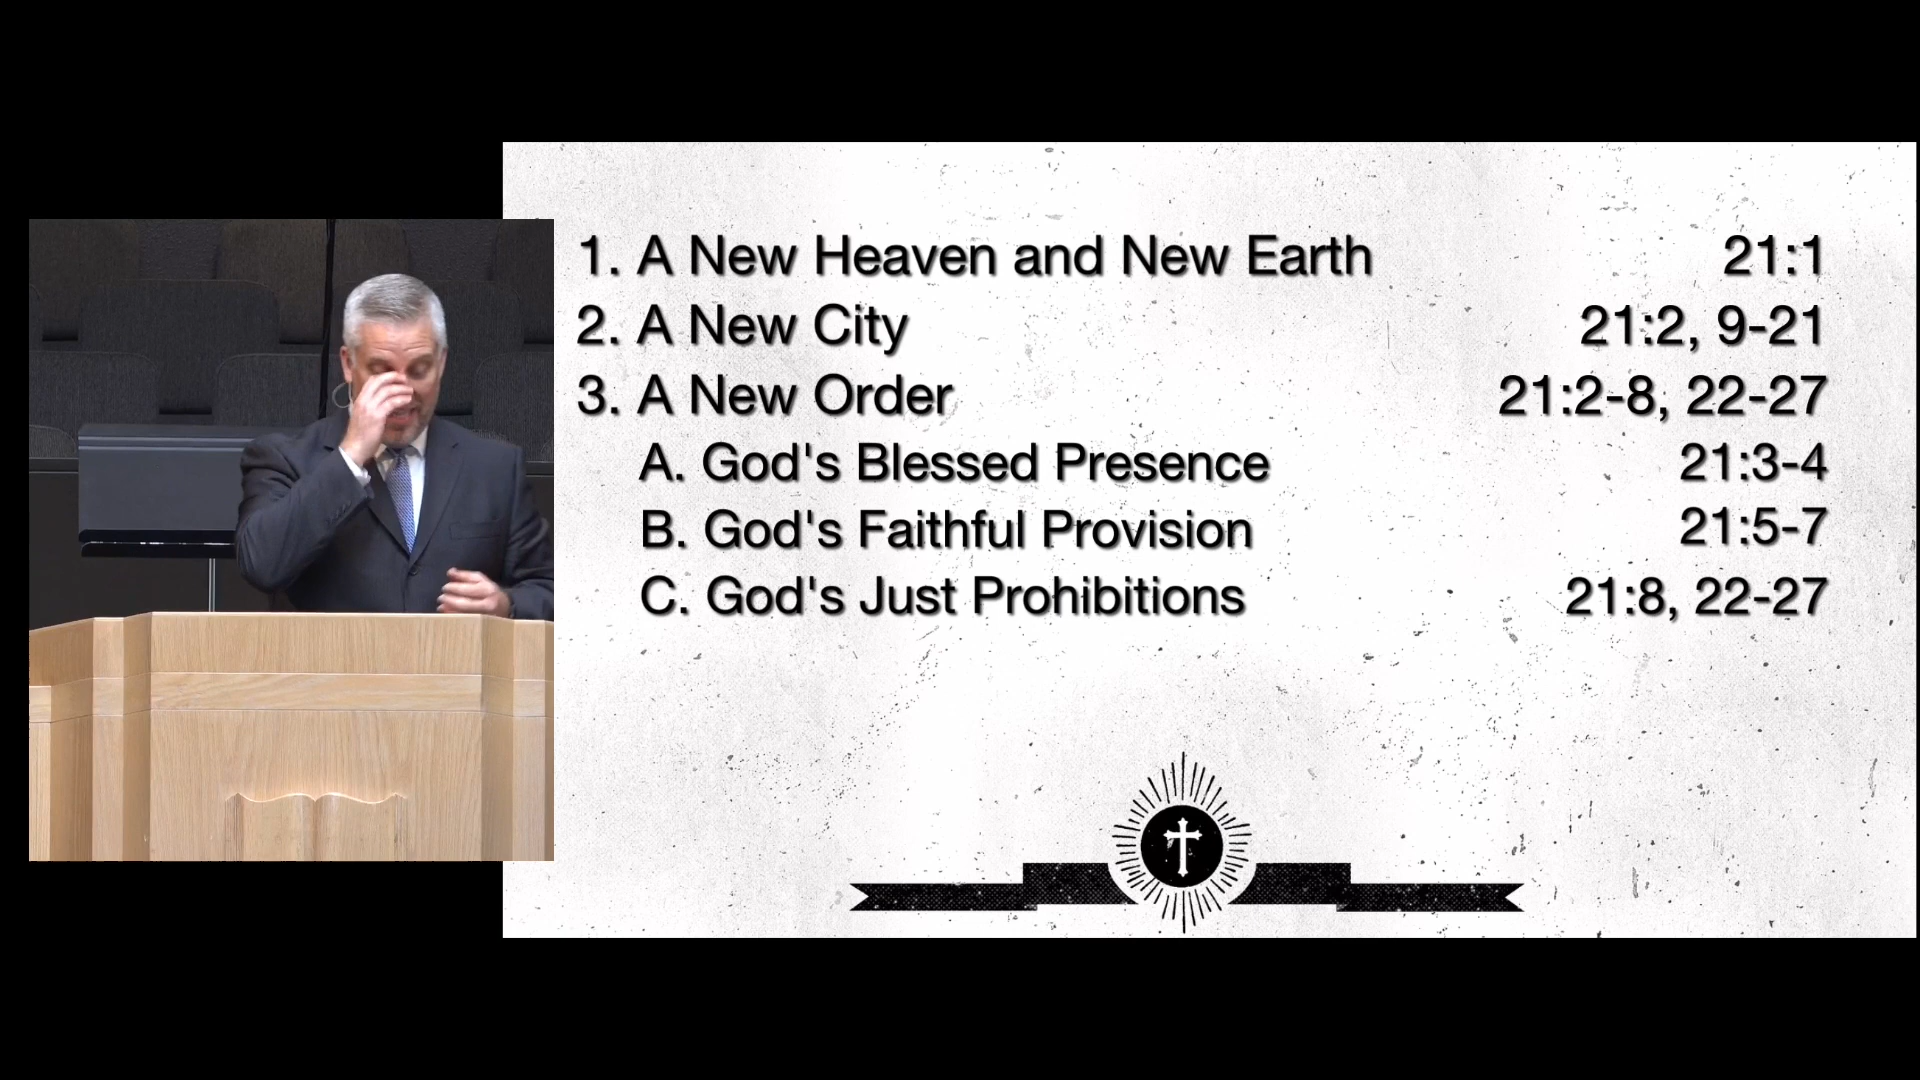 1. A New Heaven and New Earth 21:1
2. A New City 21:2, 9-21
3. A New Order 21:2-8, 22-27
A. God's Blessed Presence 21:3-4
B. God's Faithful Provision 21:5-7
C. God's Just Prohibitions 21:8, 22-27